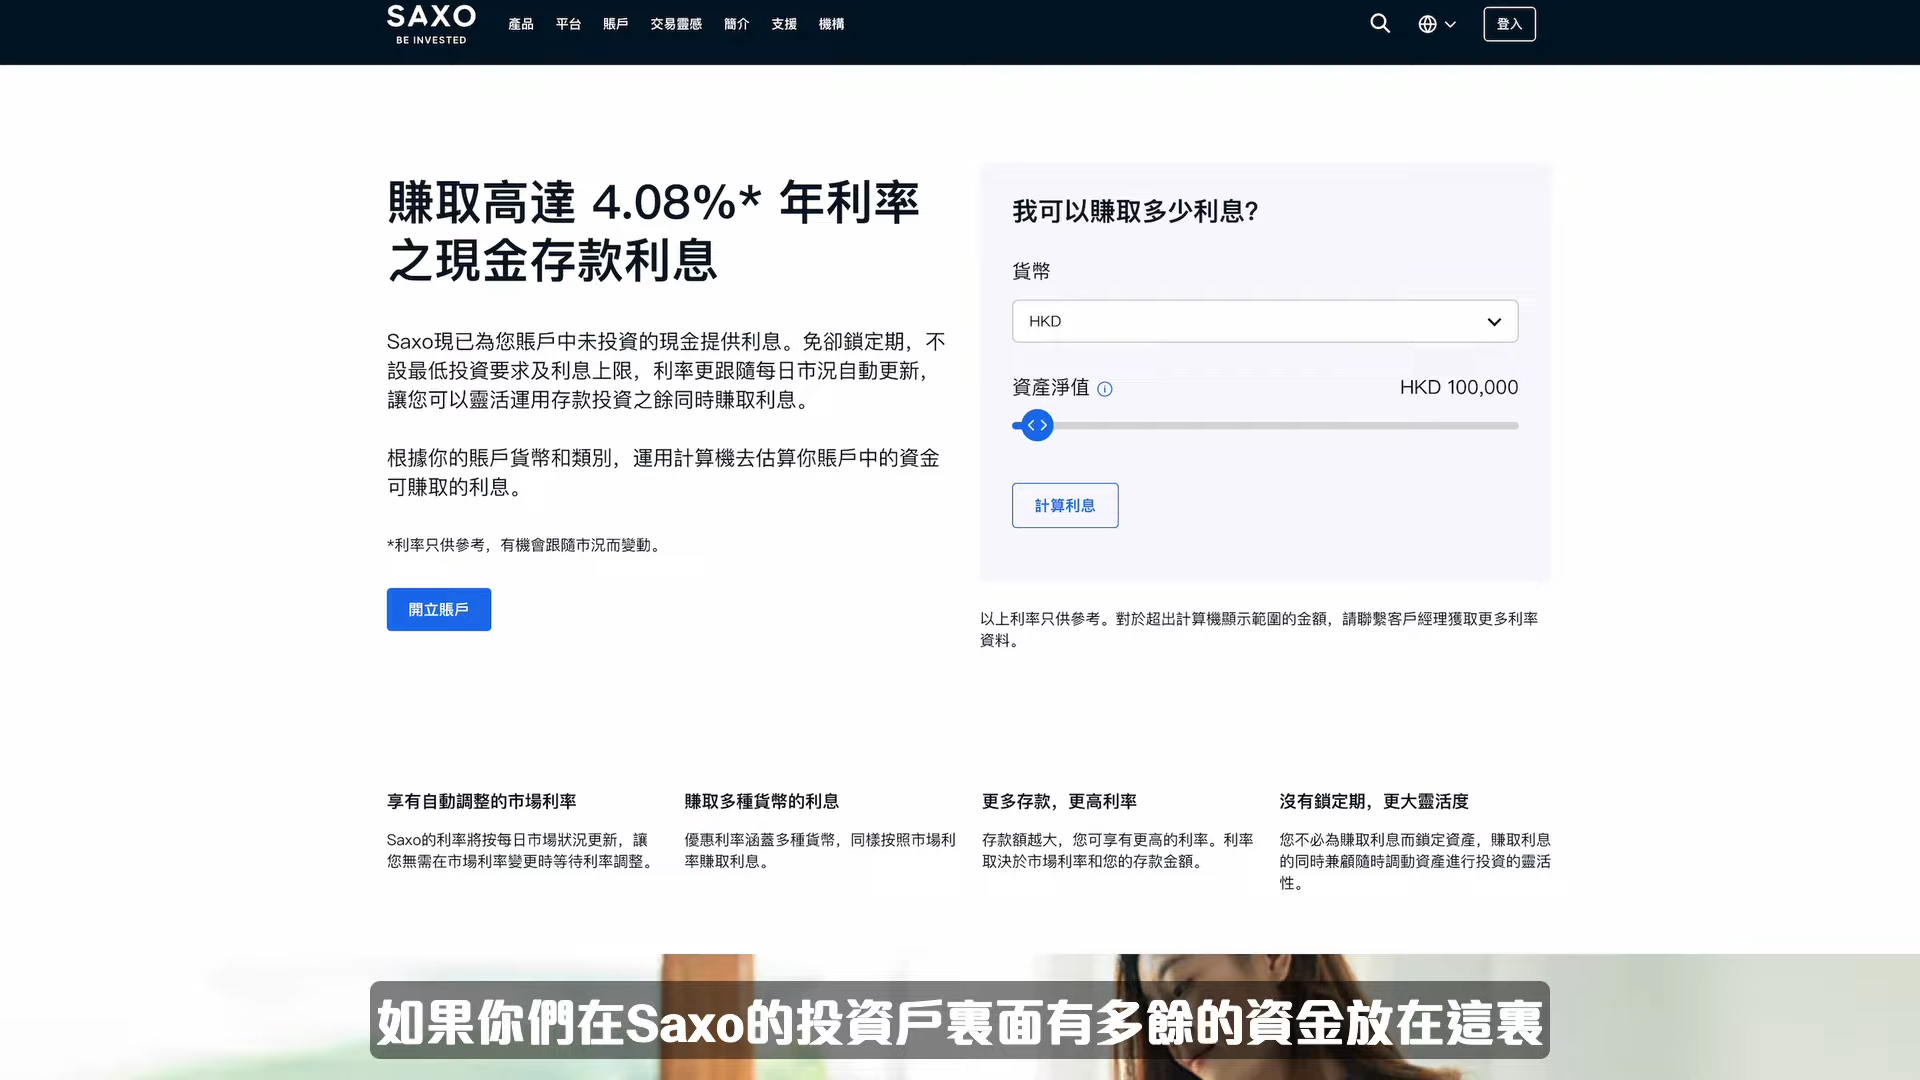 SAXO
BE INVESTED
產品 平台 賬戶 交易靈感 簡介 支援 機構
登入
賺取高達 4.08%* 年利率
之現金存款利息
Saxo現已為您賬戶中未投資的現金提供利息。免卻鎖定期，不
設最低投資要求及利息上限，利率更跟隨每日市況自動更新，
讓您可以靈活運用存款投資之餘同時賺取利息。
根據你的賬戶貨幣和類別，運用計算機去估算你賬戶中的資金
可賺取的利息。
*利率只供參考，有機會跟隨市況而變動。
開立賬戶
我可以賺取多少利息?
貨幣
HKD
資產淨值
HKD 100,000
計算利息
以上利率只供參考。對於超出計算機顯示範圍的金額，請聯繫客戶經理獲取更多利率
資料。
享有自動調整的市場利率
Saxo的利率將按每日市場狀況更新，讓
您無需在市場利率變更時等待利率調整。
賺取多種貨幣的利息
優惠利率涵蓋多種貨幣，同樣按照市場利
率賺取利息。
更多存款，更高利率
存款額越大，您可享有更高的利率。利率
取決於市場利率和您的存款金額。
沒有鎖定期，更大靈活度
您不必為賺取利息而鎖定資產，賺取利息
的同時兼顧隨時調動資產進行投資的靈活
性。
如果你們在Saxo的投資戶裏面有多餘的資金放在這裏